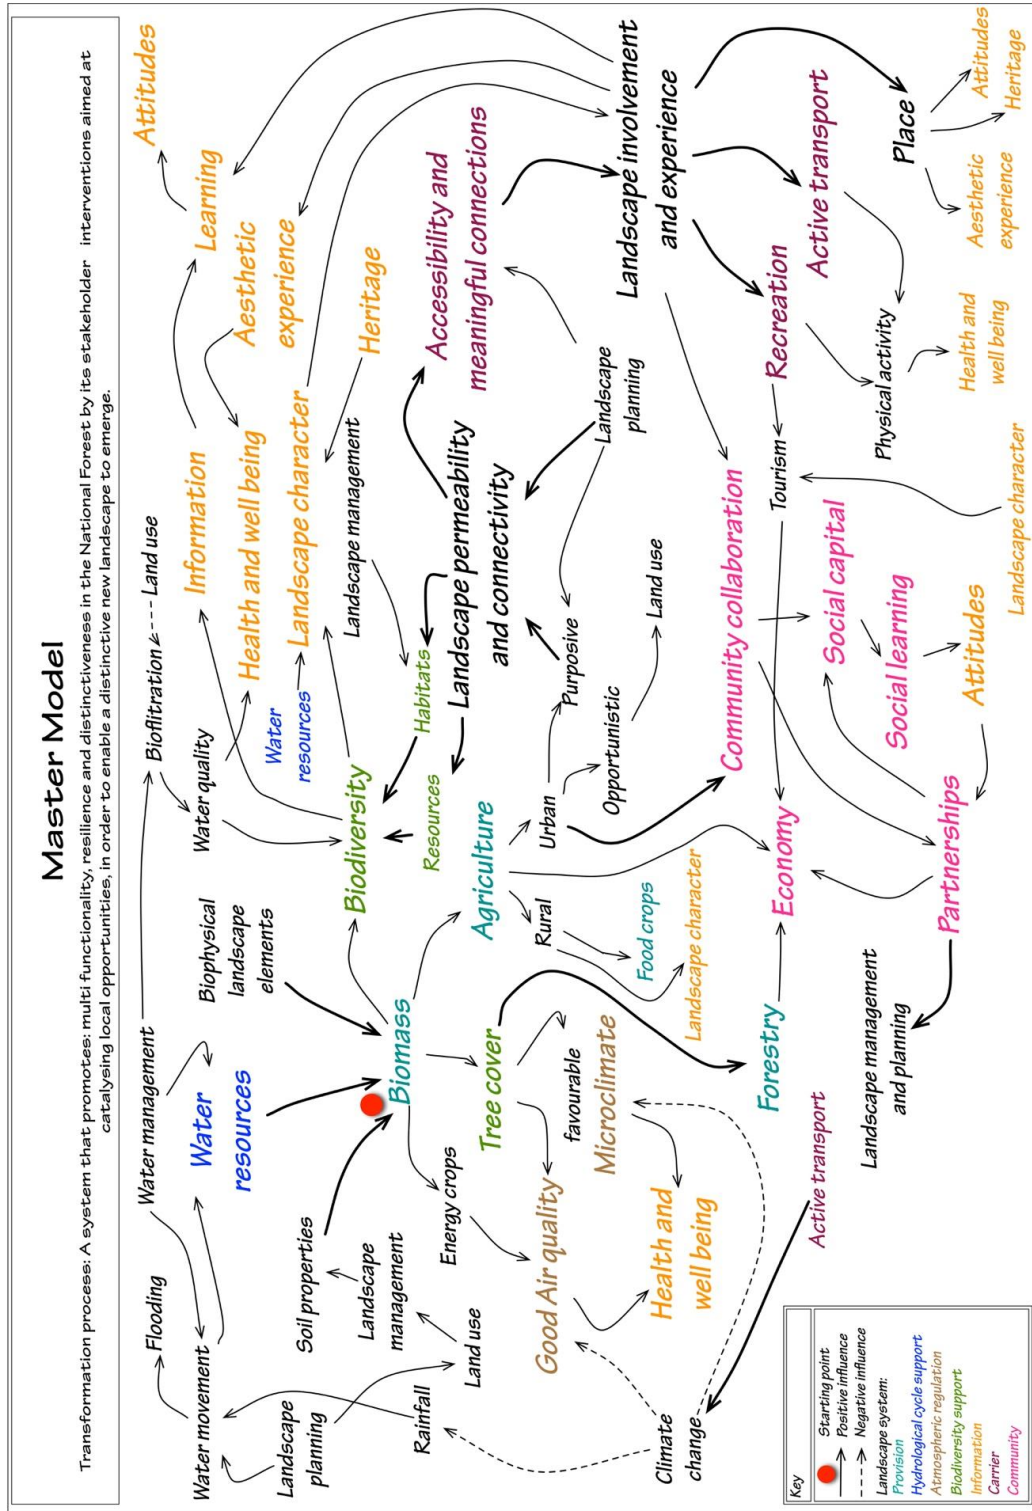 Master Model
Transformation process: A system that promotes: multi functionality, resilience and distinctiveness in the National Forest by its stakeholder interventions aimed at
catalysing local opportunities, in order to enable a distinctive new landscape to emerge.
Flooding
Water management
Biofiltration
Land use
Attitudes
Water movement
Water
resources
Water quality
Information
Learning
Landscape
planning
Biophysical
landscape
elements
Health and well being
Aesthetic
experience
Water
resources
Landscape character
Soil properties
Landscape
management
Rainfall
Land use
Biomass
Biodiversity
Landscape management
Heritage
Habitats
Resources
Landscape permeability
and connectivity
Accessibility and
meaningful connections
Energy crops
Tree cover
Agriculture
Good Air quality
favourable
Microclimate
Rural
Urban
Purposive
Opportunistic
Landscape
planning
Land use
Food crops
Landscape character
Landscape involvement
and experience
Health and
well being
Climate
change
Forestry
Economy
Community collaboration
Tourism
Recreation
Active transport
Active transport
Social capital
Social learning
Physical activity
Place
Landscape management
and planning
Partnerships
Attitudes
Landscape character
Health and
well being
Aesthetic
experience
Attitudes
Heritage
Key
Starting point
Positive influence
Negative influence
Landscape system:
Provision
Hydrological cycle support
Atmospheric regulation
Biodiversity support
Information
Carrier
Community